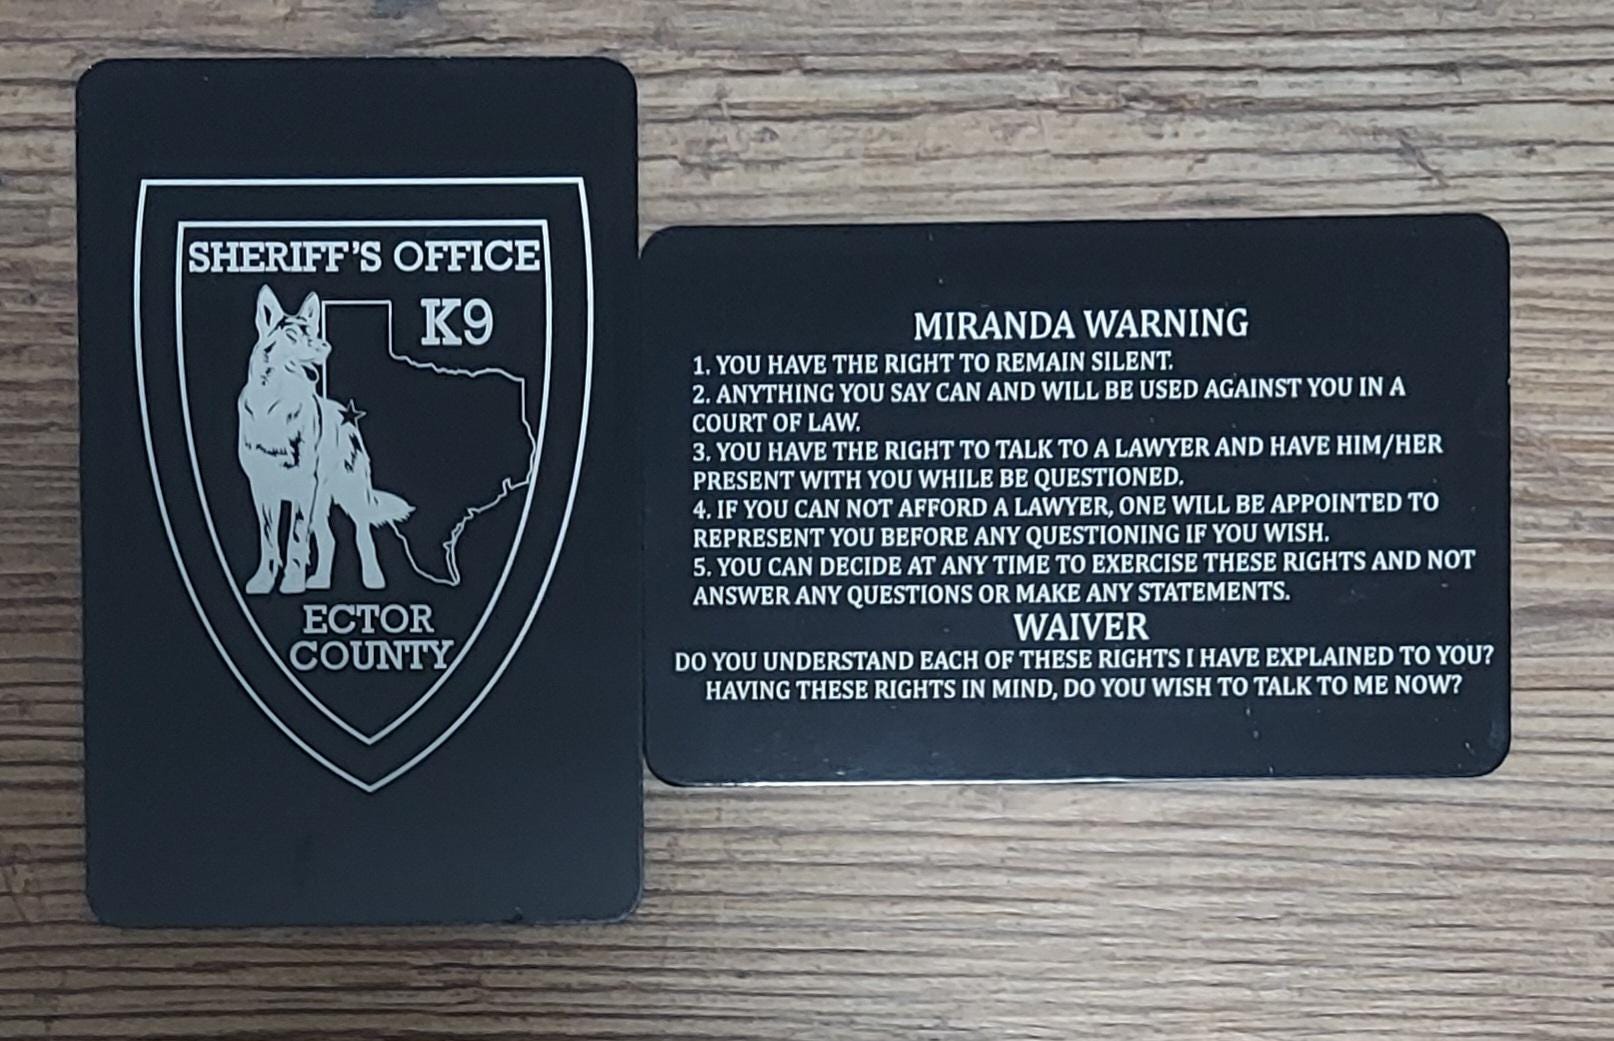 SHERIFF'S OFFICE
K9
ECTOR
COUNTY
MIRANDA WARNING
1. YOU HAVE THE RIGHT TO REMAIN SILENT.
2. ANYTHING YOU SAY CAN AND WILL BE USED AGAINST YOU IN A
COURT OF LAW.
3. YOU HAVE THE RIGHT TO TALK TO A LAWYER AND HAVE HIM/HER
PRESENT WITH YOU WHILE BE QUESTIONED.
4. IF YOU CAN NOT AFFORD A LAWYER, ONE WILL BE APPOINTED TO
REPRESENT YOU BEFORE ANY QUESTIONING IF YOU WISH.
5. YOU CAN DECIDE AT ANY TIME TO EXERCISE THESE RIGHTS AND NOT
ANSWER ANY QUESTIONS OR MAKE ANY STATEMENTS.
WAIVER
DO YOU UNDERSTAND EACH OF THESE RIGHTS I HAVE EXPLAINED TO YOU?
HAVING THESE RIGHTS IN MIND, DO YOU WISH TO TALK TO ME NOW?